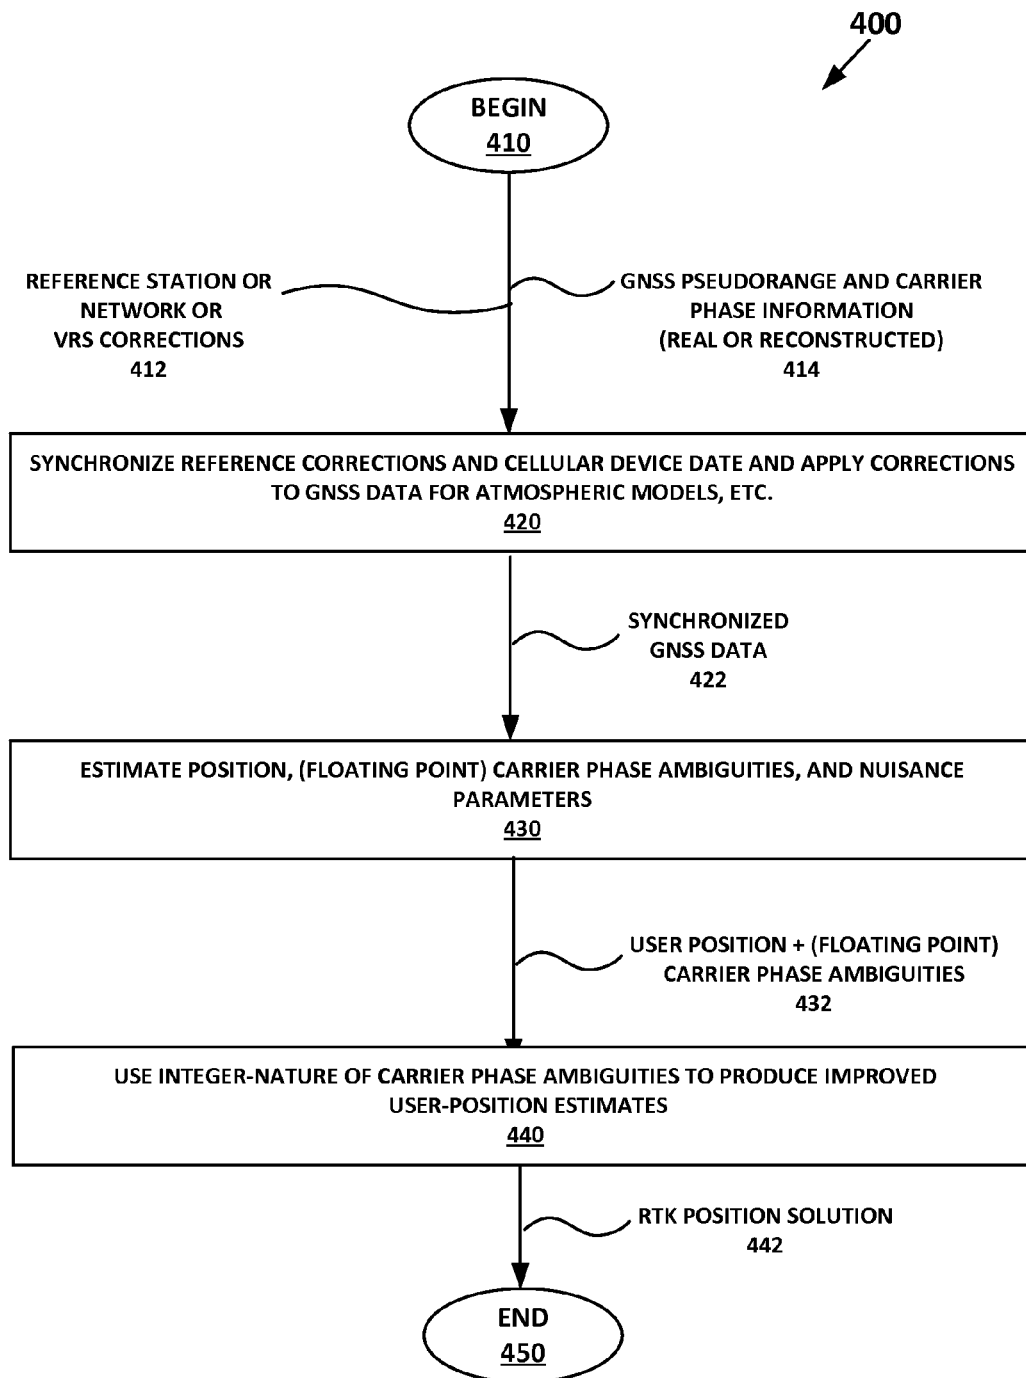 400
BEGIN
410
REFERENCE STATION OR
NETWORK OR
VRS CORRECTIONS
412
GNSS PSEUDORANGE AND CARRIER
PHASE INFORMATION
(REAL OR RECONSTRUCTED)
414
SYNCHRONIZE REFERENCE CORRECTIONS AND CELLULAR DEVICE DATE AND APPLY CORRECTIONS
TO GNSS DATA FOR ATMOSPHERIC MODELS, ETC.
420
SYNCHRONIZED
GNSS DATA
422
ESTIMATE POSITION, (FLOATING POINT) CARRIER PHASE AMBIGUITIES, AND NUISANCE
PARAMETERS
430
USER POSITION + (FLOATING POINT)
CARRIER PHASE AMBIGUITIES
432
USE INTEGER-NATURE OF CARRIER PHASE AMBIGUITIES TO PRODUCE IMPROVED
USER-POSITION ESTIMATES
440
RTK POSITION SOLUTION
442
END
450